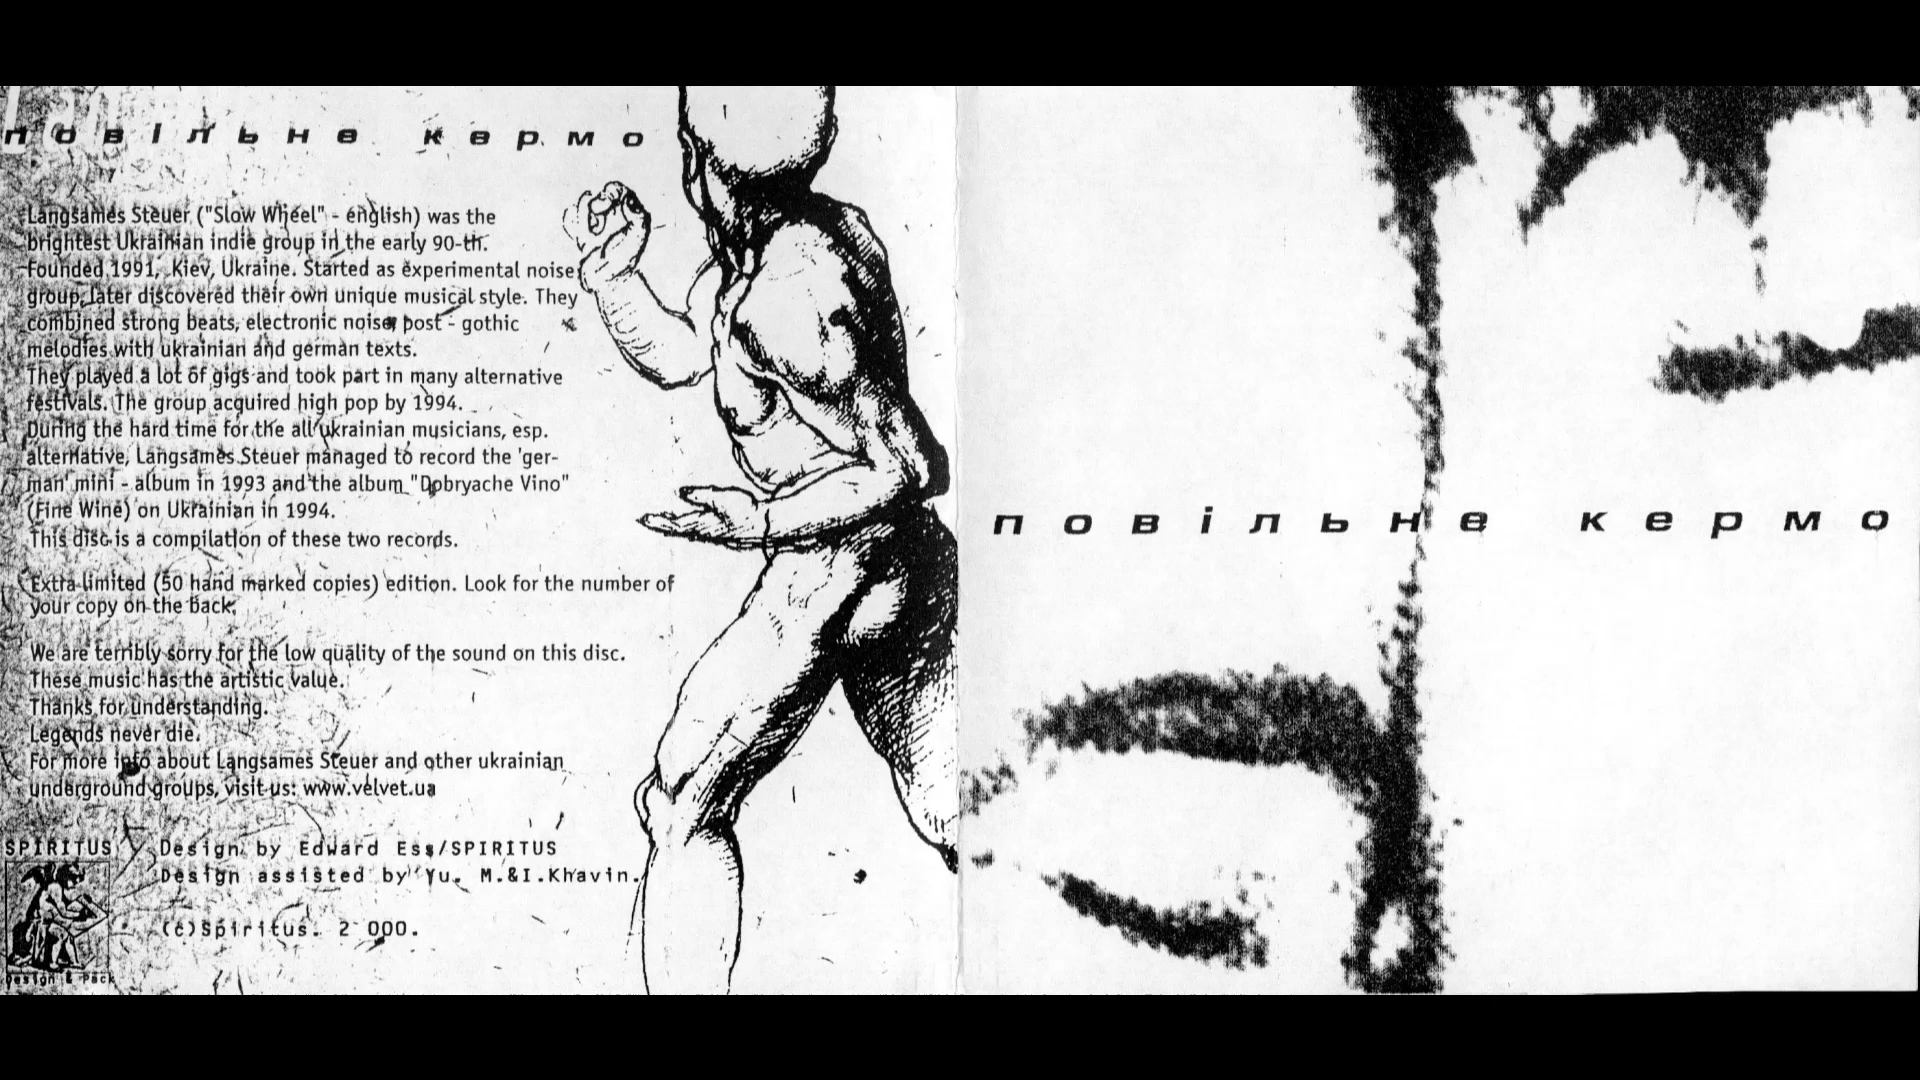 повільне кермо
Langsames Steuer ("Slow Wheel" - english) was the
brightest Ukrainian indie group in the early 90-th.
Founded 1991, Kiev, Ukraine. Started as experimental noise
group, later discovered their own unique musical style. They
combined strong beats, electronic noise, post - gothic
melodies with ukrainian and german texts.
They played a lot of gigs and took part in many alternative
festivals. The group acquired high pop by 1994.
During the hard time for the all ukrainian musicians, esp.
alternative, Langsames Steuer managed to record the 'ger-
man' mini - album in 1993 and the album "Dobryache Vino"
(Fine Wine) on Ukrainian in 1994.
This disc is a compilation of these two records.
Extra limited (50 hand marked copies) edition. Look for the number of
your copy on the back.
We are terribly sorry for the low quality of the sound on this disc.
These music has the artistic value.
Thanks for understanding.
Legends never die.
For more info about Langsames Steuer and other ukrainian
underground groups, visit us: www.velvet.ua
SPIRITUS
Design by Edward Ess/SPIRITUS
Design assisted by Yu. M.&I.Khavin.
(c)Spiritus. 2 000.
Design & Pack
повільне кермо